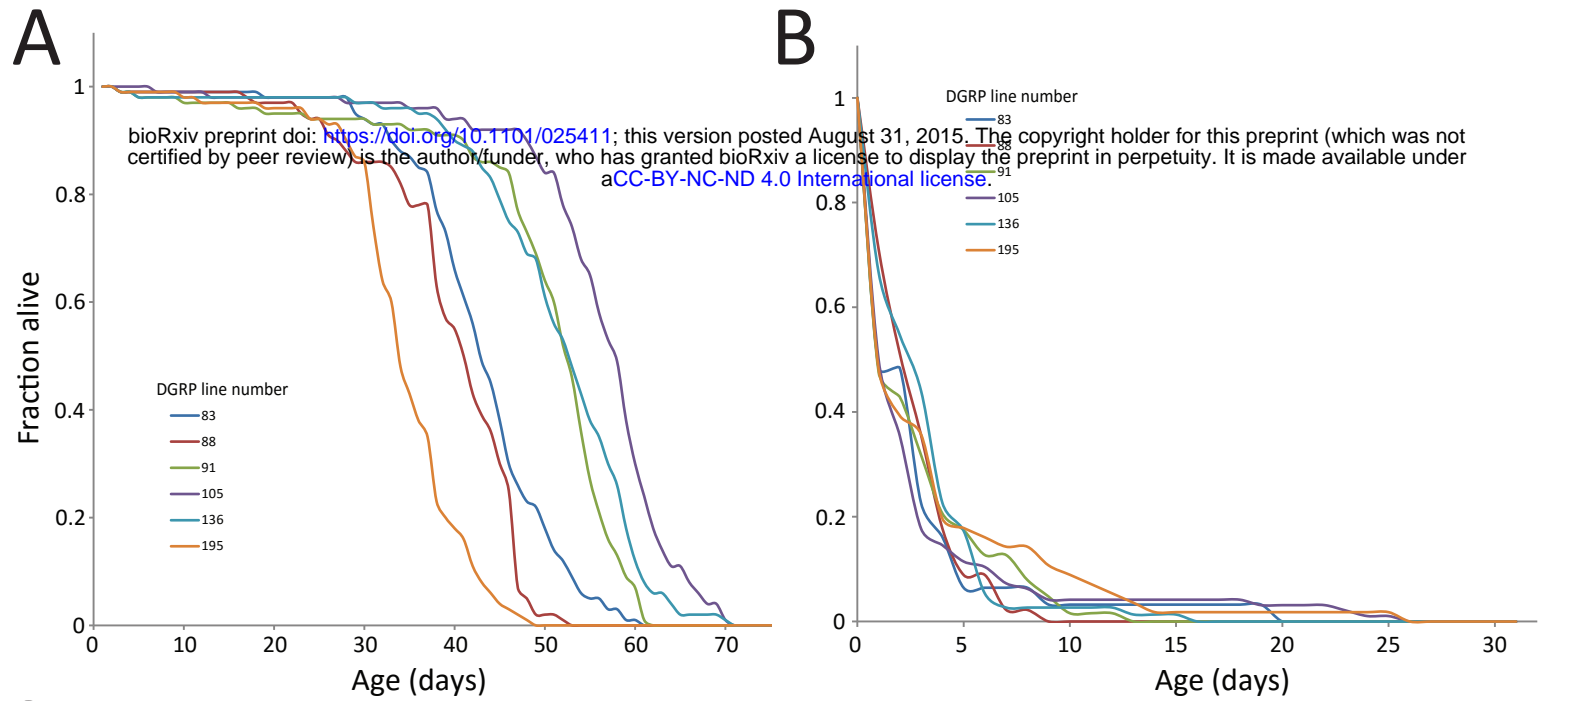 A
B
bioRxiv preprint doi: https://doi.org/10.1101/025411; this version posted August 31, 2015. The copyright holder for this preprint (which was not
certified by peer review) is the author/funder, who has granted bioRxiv a license to display the preprint in perpetuity. It is made available under
aCC-BY-NC-ND 4.0 International license.
Fraction alive
1
0.8
0.6
0.4
0.2
0
DGRP line number
83
88
91
105
136
195
0 10 20 30 40 50 60 70
Age (days)
1
0.8
0.6
0.4
0.2
0
DGRP line number
83
88
91
105
136
195
0 5 10 15 20 25 30
Age (days)